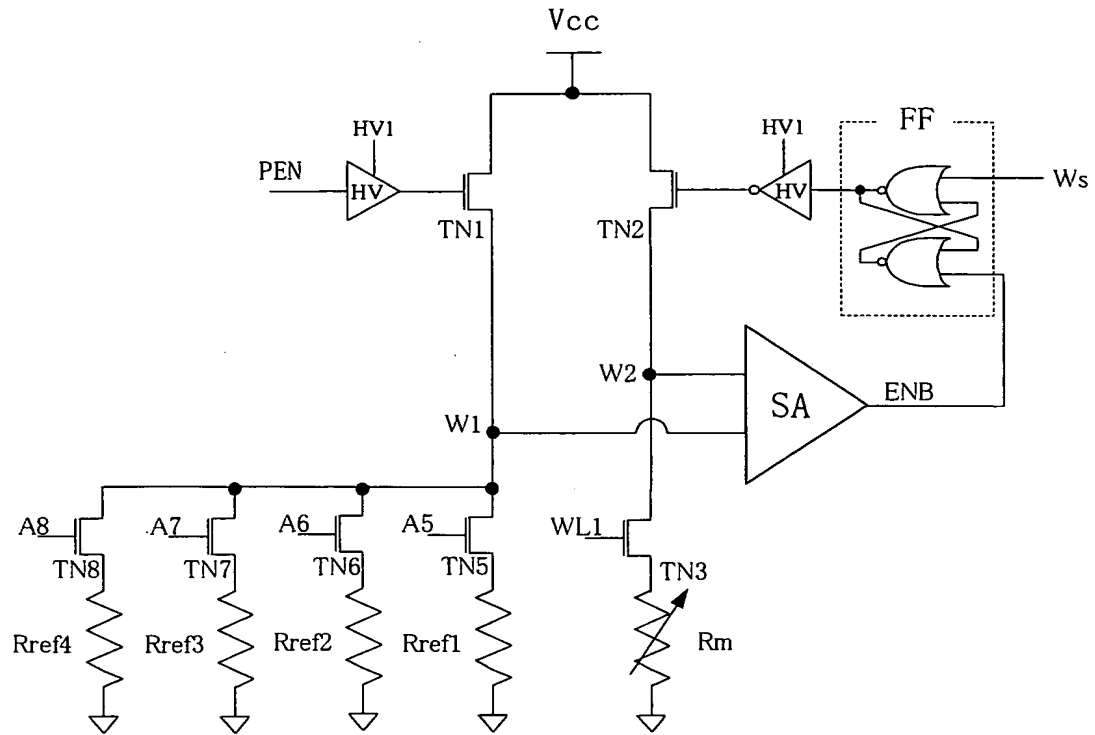 Vcc
FF
HV1
HV1
PEN
HV
HV
Ws
TN1
TN2
W2
SA
ENB
W1
A8
A7
A6
A5
WL1
TN8
TN7
TN6
TN5
TN3
Rref4
Rref3
Rref2
Rref1
Rm